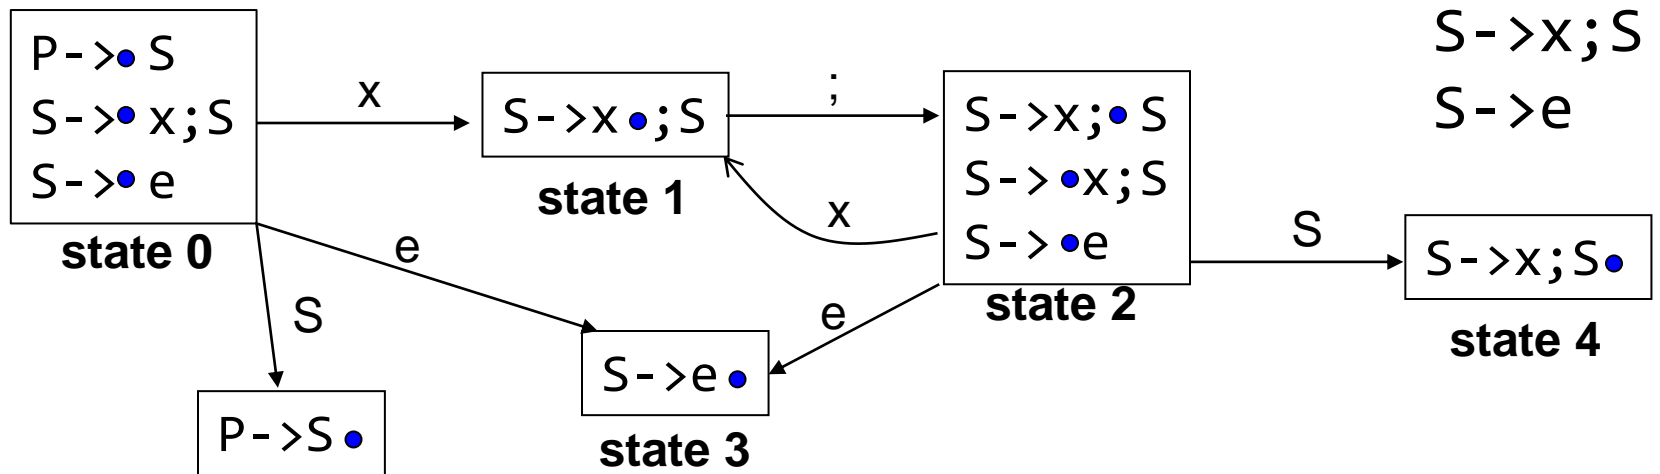 P->• S
S->• x;S
S->• e
state 0
x
S->x •;S
state 1
;
S->x;• S
S-> •x;S
S-> •e
state 2
x
e
S
e
S
S->x;S•
state 4
S->e •
state 3
P->S •
S->x;S
S->e